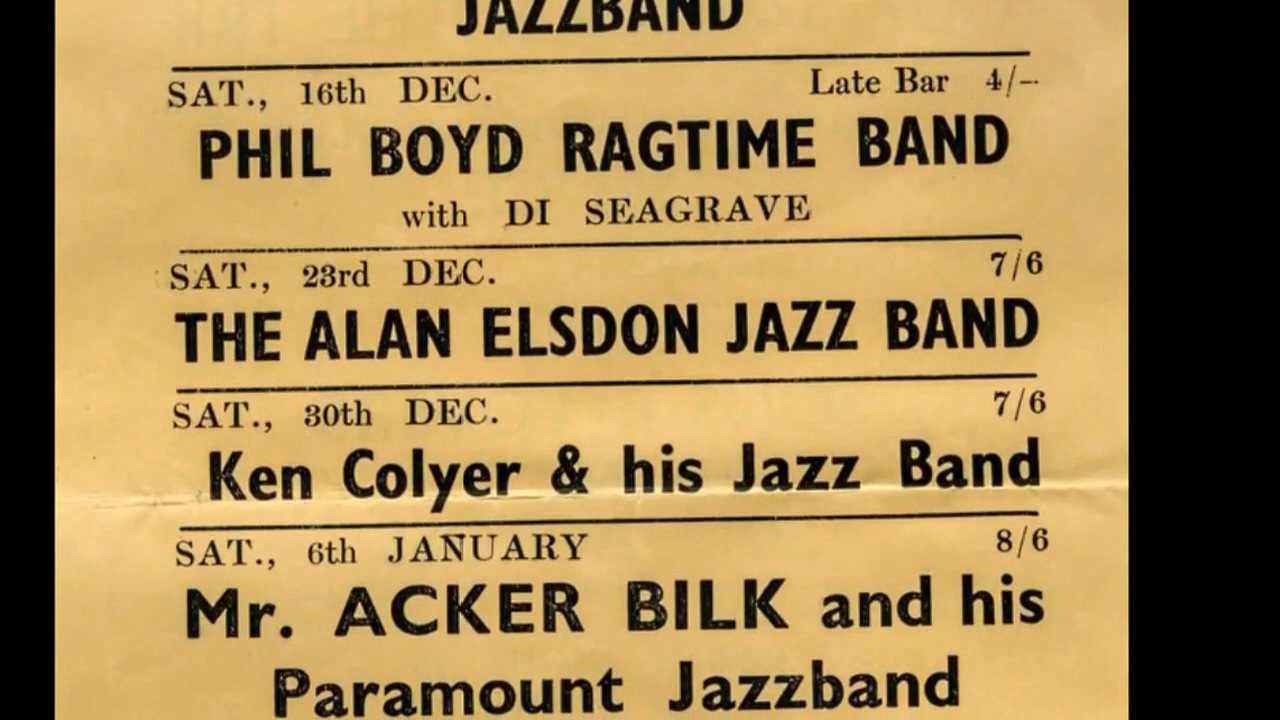 JAZZBAND
SAT., 16th DEC. Late Bar 4/-
PHIL BOYD RAGTIME BAND
with DI SEAGRAVE
SAT., 23rd DEC. 7/6
THE ALAN ELSDON JAZZ BAND
SAT., 30th DEC. 7/6
Ken Colyer & his Jazz Band
SAT., 6th JANUARY 8/6
Mr. ACKER BILK and his
Paramount Jazzband